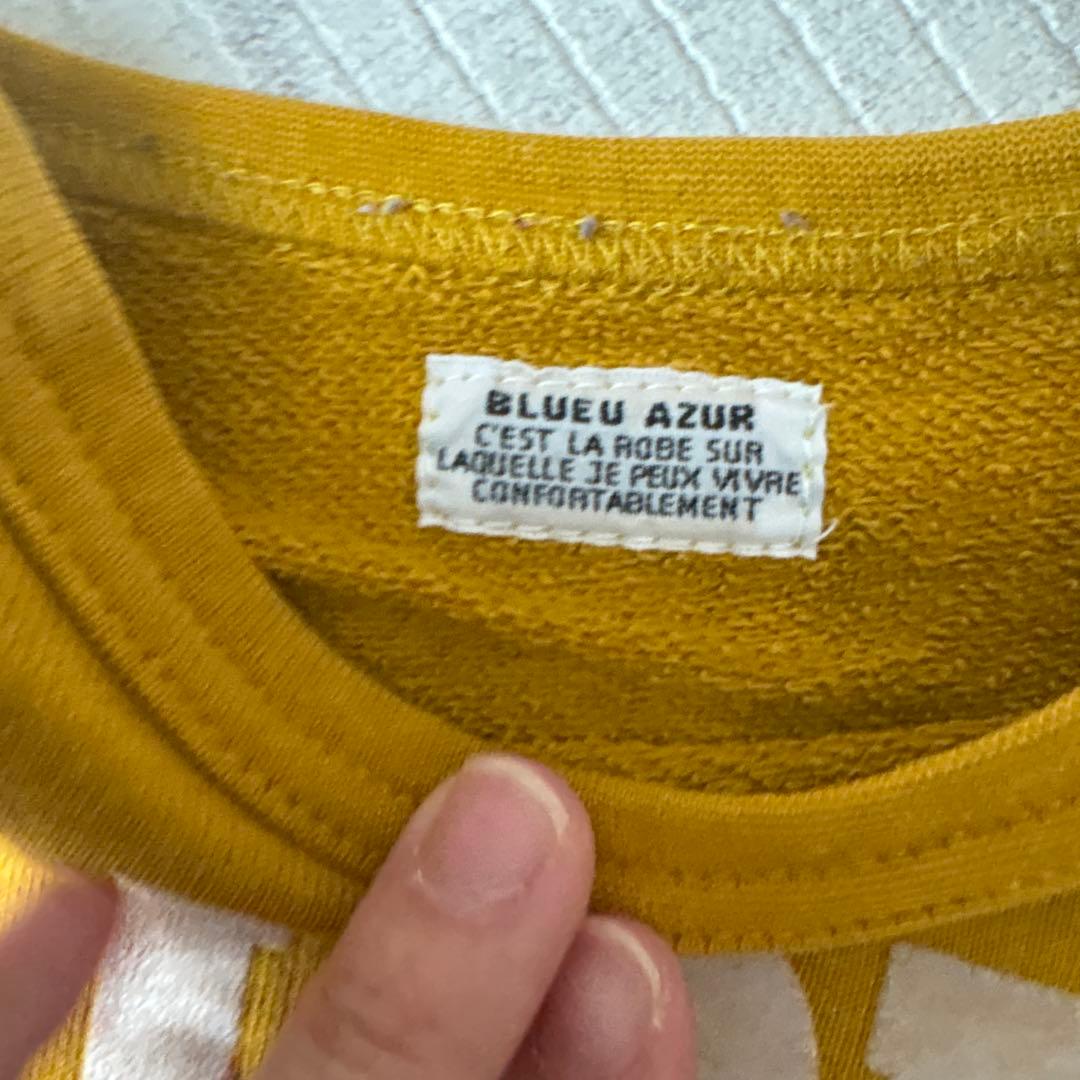 BLUEU AZUR
C'EST LA ROBE SUR
LAQUELLE JE PEUX VIVRE
CONFORTABLEMENT